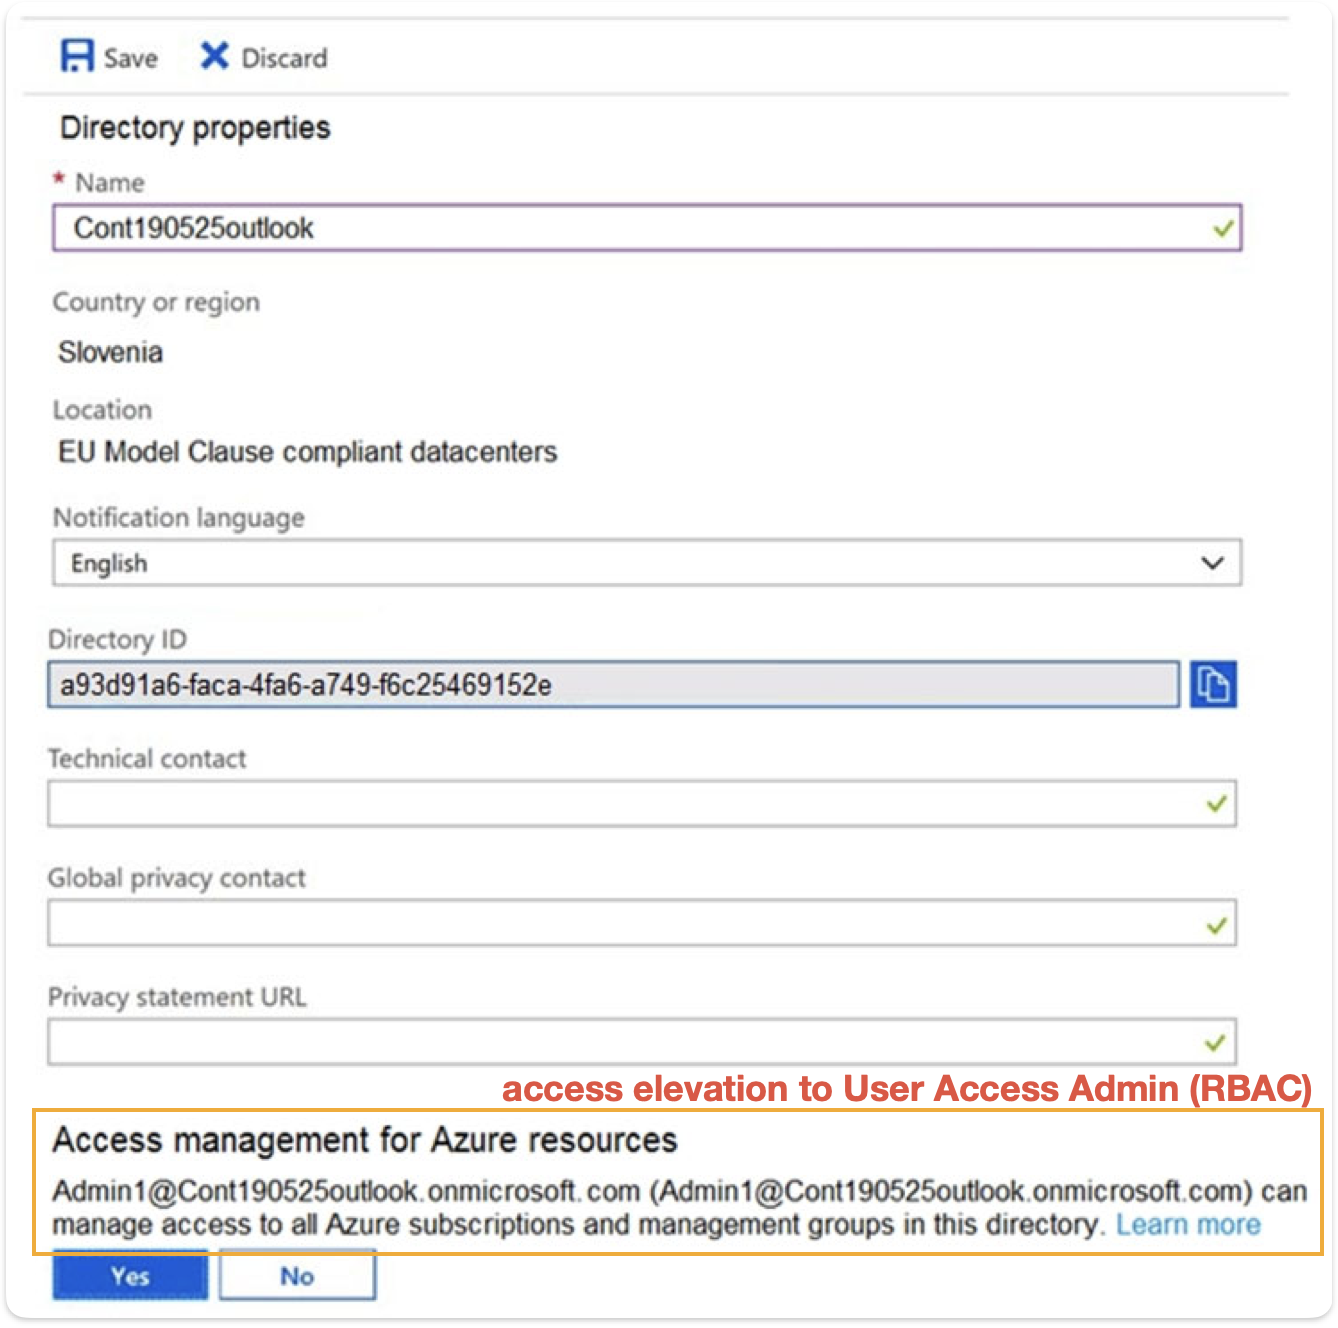 Save Discard
Directory properties
* Name
Cont190525outlook
Country or region
Slovenia
Location
EU Model Clause compliant datacenters
Notification language
English
Directory ID
a93d91a6-faca-4fa6-a749-f6c25469152e
Technical contact
Global privacy contact
Privacy statement URL
access elevation to User Access Admin (RBAC)
Access management for Azure resources
Admin1@Cont190525outlook.onmicrosoft.com (Admin1@Cont190525outlook.onmicrosoft.com) can
manage access to all Azure subscriptions and management groups in this directory. Learn more
Yes No